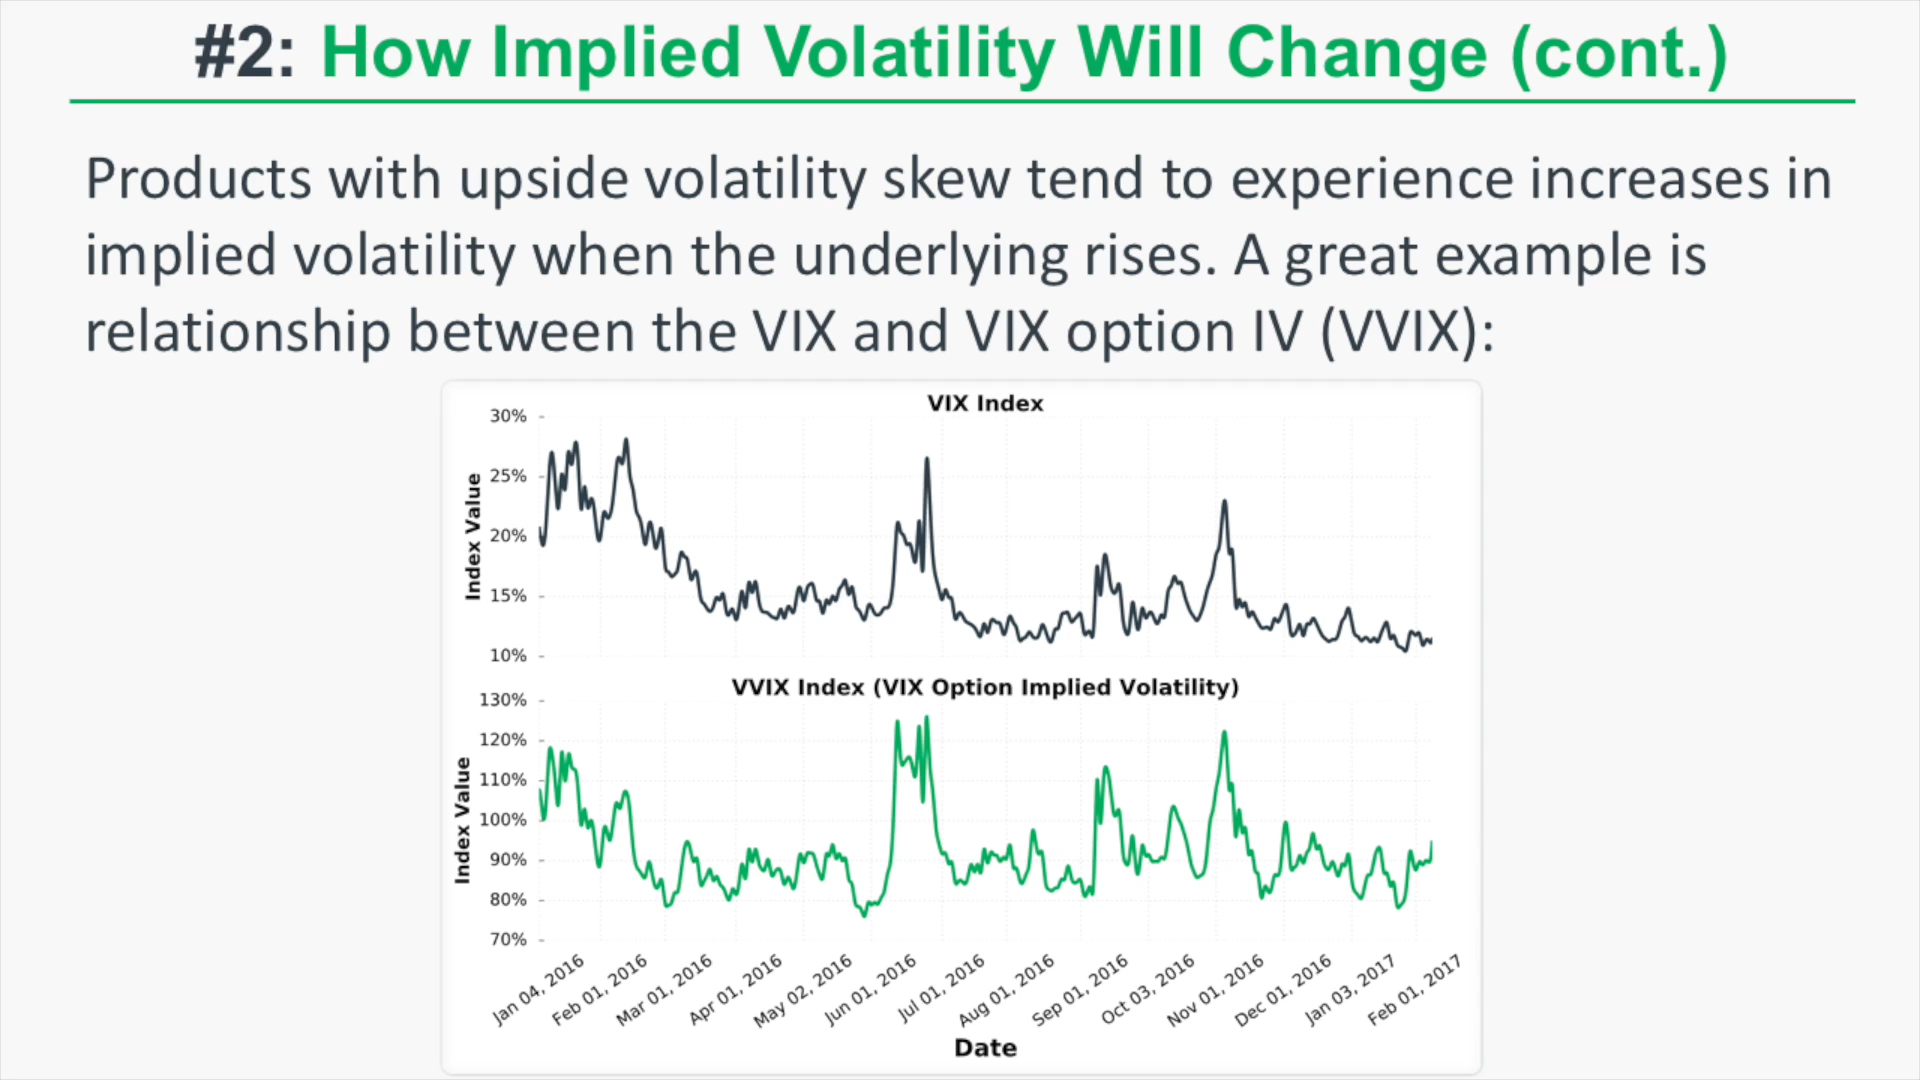 #2: How Implied Volatility Will Change (cont.)
Products with upside volatility skew tend to experience increases in
implied volatility when the underlying rises. A great example is
relationship between the VIX and VIX option IV (VVIX):
VIX Index
30%
25%
20%
15%
10%
Index Value
VVIX Index (VIX Option Implied Volatility)
130%
120%
110%
100%
90%
80%
70%
Index Value
Jan 04, 2016
Feb 01, 2016
Mar 01, 2016
Apr 01, 2016
May 02, 2016
Jun 01, 2016
Jul 01, 2016
Aug 01, 2016
Sep 01, 2016
Oct 03, 2016
Nov 01, 2016
Dec 01, 2016
Jan 03, 2017
Feb 01, 2017
Date